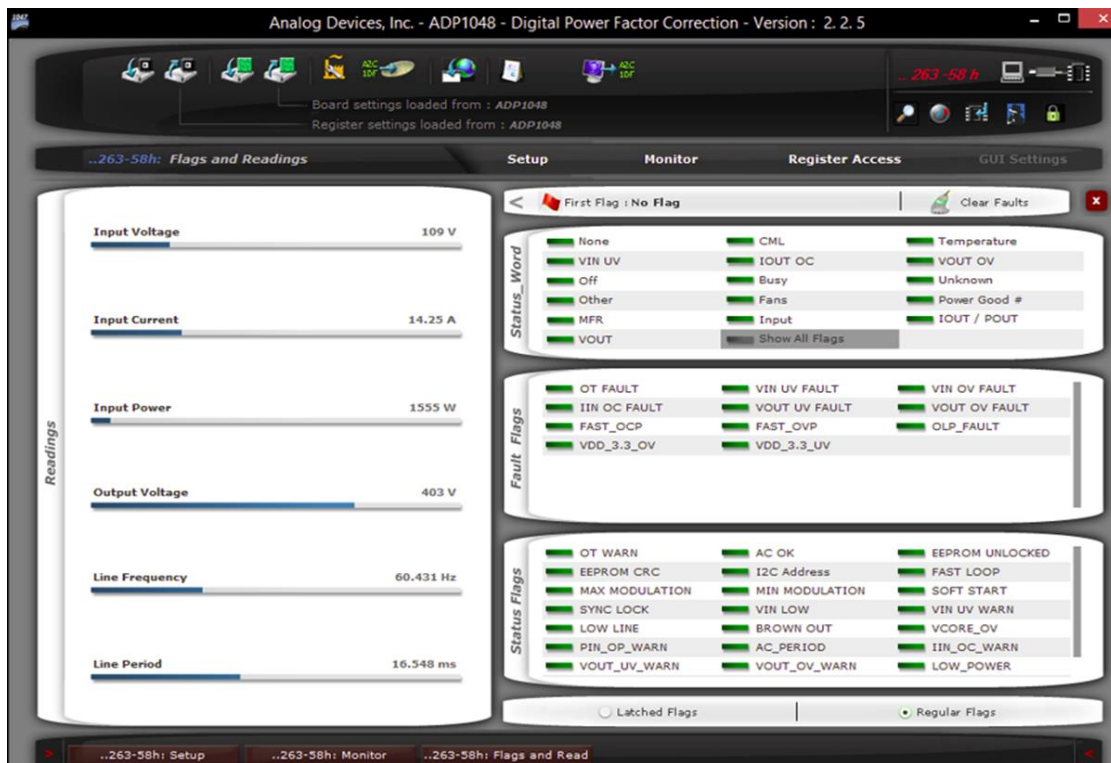 1047
Analog Devices, Inc. - ADP1048 - Digital Power Factor Correction - Version : 2. 2. 5
A2C
1DF
A2C
1DF
.. 263 -58 h
Board settings loaded from : ADP1048
Register settings loaded from : ADP1048
..263-58h: Flags and Readings
Setup
Monitor
Register Access
GUI Settings
Readings
Input Voltage 109 V
Input Current 14.25 A
Input Power 1555 W
Output Voltage 403 V
Line Frequency 60.431 Hz
Line Period 16.548 ms
< First Flag : No Flag
Clear Faults
x
Status_Word
None CML Temperature
VIN UV IOUT OC VOUT OV
Off Busy Unknown
Other Fans Power Good #
MFR Input IOUT / POUT
VOUT Show All Flags
Fault Flags
OT FAULT VIN UV FAULT VIN OV FAULT
IIN OC FAULT VOUT UV FAULT VOUT OV FAULT
FAST_OCP FAST_OVP OLP_FAULT
VDD_3.3_OV VDD_3.3_UV
Status Flags
OT WARN AC OK EEPROM UNLOCKED
EEPROM CRC I2C Address FAST LOOP
MAX MODULATION MIN MODULATION SOFT START
SYNC LOCK VIN LOW VIN UV WARN
LOW LINE BROWN OUT VCORE_OV
PIN_OP_WARN AC_PERIOD IIN_OC_WARN
VOUT_UV_WARN VOUT_OV_WARN LOW_POWER
Latched Flags
Regular Flags
> ..263-58h: Setup ..263-58h: Monitor ..263-58h: Flags and Read <